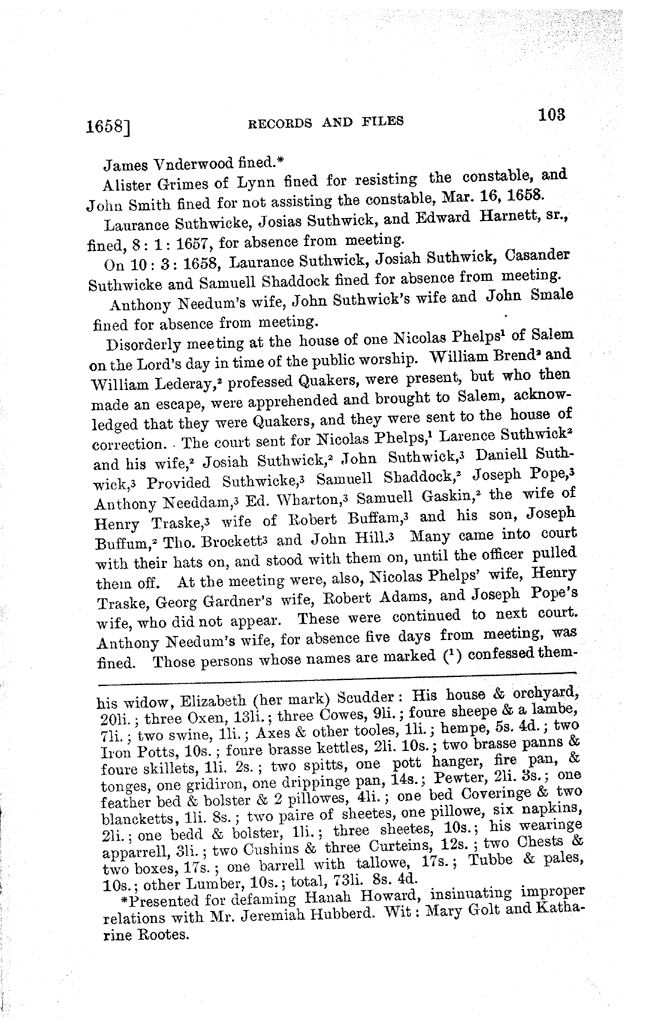 1658] RECORDS AND FILES 103
James Vnderwood fined.*
Alister Grimes of Lynn fined for resisting the constable, and
John Smith fined for not assisting the constable, Mar. 16, 1658.
Laurance Suthwicke, Josias Suthwick, and Edward Harnett, sr.,
fined, 8 : 1 : 1657, for absence from meeting.
On 10 : 3 : 1658, Laurance Suthwick, Josiah Suthwick, Casander
Suthwicke and Samuell Shaddock fined for absence from meeting.
Anthony Needum's wife, John Suthwick's wife and John Smale
fined for absence from meeting.
Disorderly meeting at the house of one Nicolas Phelps¹ of Salem
on the Lord's day in time of the public worship. William Brend² and
William Lederay,² professed Quakers, were present, but who then
made an escape, were apprehended and brought to Salem, acknow-
ledged that they were Quakers, and they were sent to the house of
correction. The court sent for Nicolas Phelps,¹ Larence Suthwick²
and his wife,² Josiah Suthwick,² John Suthwick,³ Daniell Suth-
wick,³ Provided Suthwicke,³ Samuell Shaddock,² Joseph Pope,³
Anthony Needdam,³ Ed. Wharton,³ Samuell Gaskin,² the wife of
Henry Traske,³ wife of Robert Buffam,³ and his son, Joseph
Buffum,² Tho. Brockett³ and John Hill.³ Many came into court
with their hats on, and stood with them on, until the officer pulled
them off. At the meeting were, also, Nicolas Phelps' wife, Henry
Traske, Georg Gardner's wife, Robert Adams, and Joseph Pope's
wife, who did not appear. These were continued to next court.
Anthony Needum's wife, for absence five days from meeting, was
fined. Those persons whose names are marked (¹) confessed them-
his widow, Elizabeth (her mark) Scudder : His house & orchyard,
20li. ; three Oxen, 13li. ; three Cowes, 9li. ; foure sheepe & a lambe,
7li. ; two swine, 1li. ; Axes & other tooles, 1li. ; hempe, 5s. 4d. ; two
Iron Potts, 10s. ; foure brasse kettles, 2li. 10s. ; two brasse panns &
foure skillets, 1li. 2s. ; two spitts, one pott hanger, fire pan, &
tonges, one gridiron, one drippinge pan, 14s. ; Pewter, 2li. 3s. ; one
feather bed & bolster & 2 pillowes, 4li. ; one bed Coveringe & two
blancketts, 1li. 8s. ; two paire of sheetes, one pillowe, six napkins,
2li. ; one bedd & bolster, 1li. ; three sheetes, 10s. ; his wearinge
apparrell, 3li. ; two Cushins & three Curteins, 12s. ; two Chests &
two boxes, 17s. ; one barrell with tallowe, 17s. ; Tubbe & pales,
10s. ; other Lumber, 10s. ; total, 73li. 8s. 4d.
*Presented for defaming Hanah Howard, insinuating improper
relations with Mr. Jeremiah Hubberd. Wit : Mary Golt and Katha-
rine Rootes.